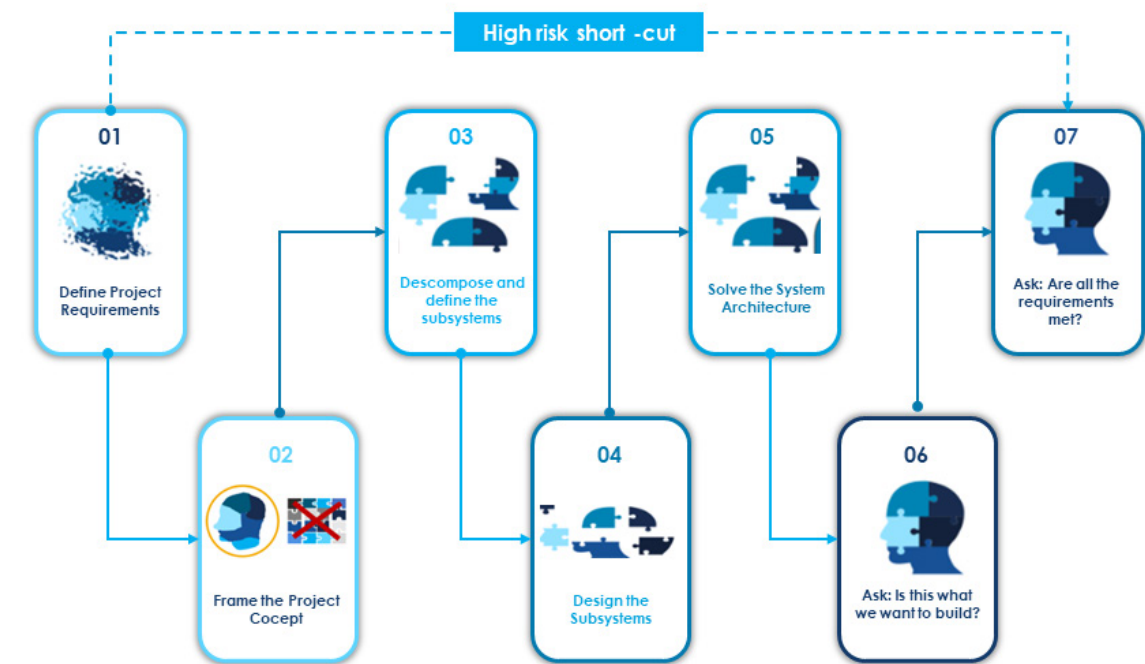 High risk short -cut
01
Define Project
Requirements
02
Frame the Project
Cocept
03
Descompose and
define the
subsystems
04
Design the
Subsystems
05
Solve the System
Architecture
06
Ask: Is this what
we want to build?
07
Ask: Are all the
requirements
met?